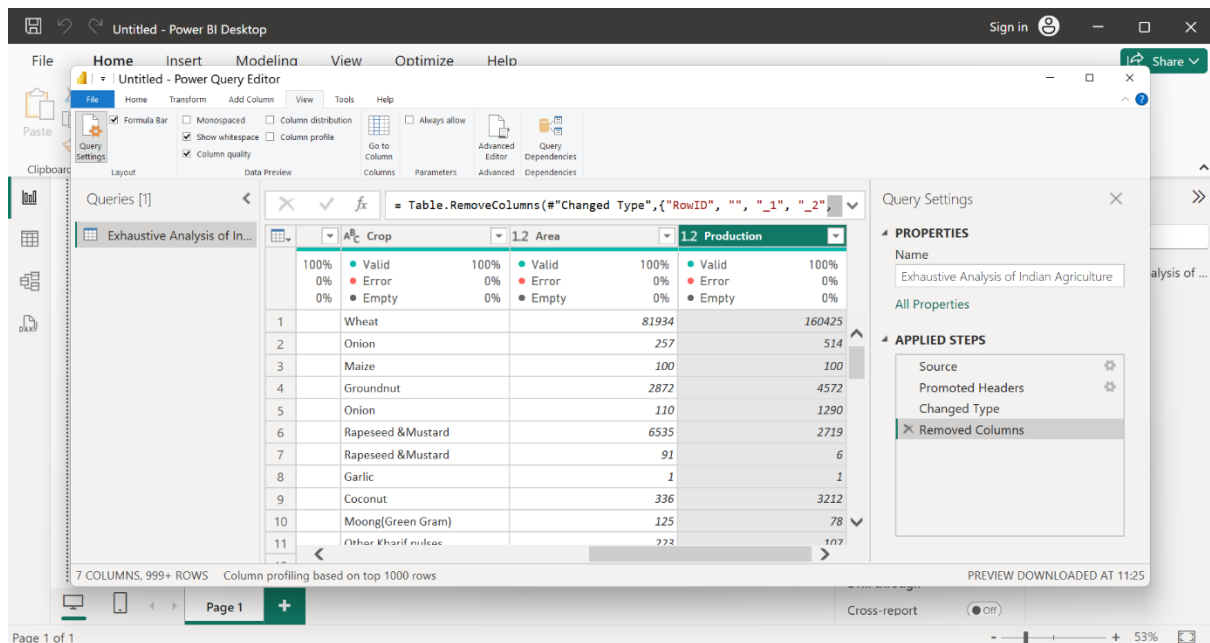 Untitled - Power BI Desktop
Sign in
File Home Insert Modeling View Optimize Help
Share
Untitled - Power Query Editor
File Home Transform Add Column View Tools Help
Paste
Clipboard
Query Settings
Formula Bar
Monospaced
Show whitespace
Column quality
Column distribution
Column profile
Go to Column
Always allow
Advanced Editor
Query Dependencies
Layout Data Preview Columns Parameters Advanced Dependencies
Queries [1]
Exhaustive Analysis of In...
fx = Table.RemoveColumns(#"Changed Type",{"RowID", "", "_1", "_2",
ABC Crop 1.2 Area 1.2 Production
100% Valid 100% Valid 100% Valid 100%
0% Error 0% Error 0% Error 0%
0% Empty 0% Empty 0% Empty 0%
1 Wheat 81934 160425
2 Onion 257 514
3 Maize 100 100
4 Groundnut 2872 4572
5 Onion 110 1290
6 Rapeseed &Mustard 6535 2719
7 Rapeseed &Mustard 91 6
8 Garlic 1 1
9 Coconut 336 3212
10 Moong(Green Gram) 125 78
11 Other Kharif pulses 223 107
Query Settings
PROPERTIES
Name
Exhaustive Analysis of Indian Agriculture
All Properties
APPLIED STEPS
Source
Promoted Headers
Changed Type
Removed Columns
alysis of ...
7 COLUMNS, 999+ ROWS Column profiling based on top 1000 rows
PREVIEW DOWNLOADED AT 11:25
Page 1
Cross-report
Off
Page 1 of 1
53%